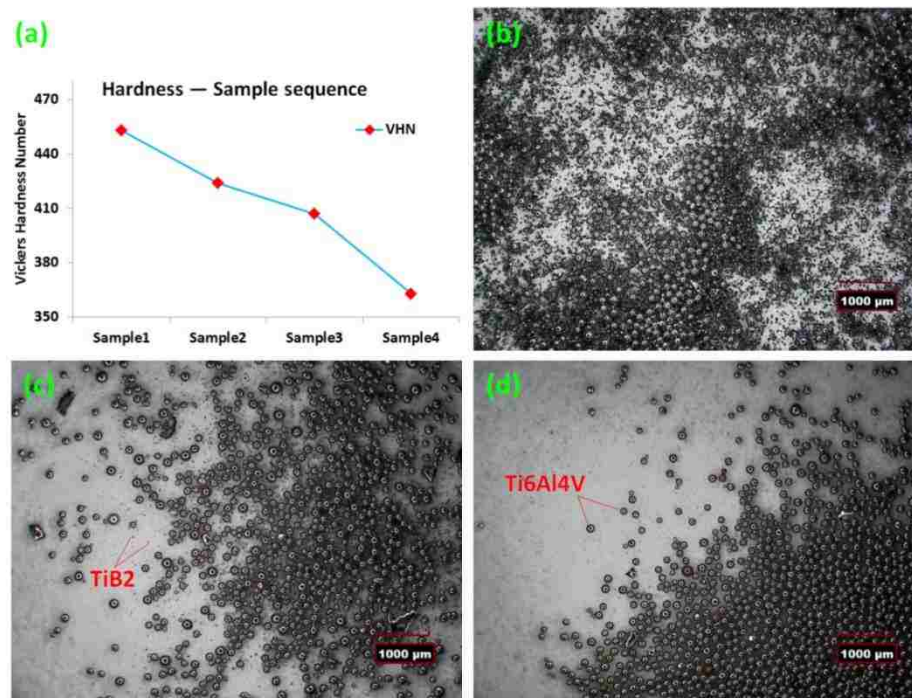 (a)
Hardness — Sample sequence
VHN
Vickers Hardness Number
470
440
410
380
350
Sample1 Sample2 Sample3 Sample4
(b)
1000 µm
(c)
TiB2
1000 µm
(d)
Ti6Al4V
1000 µm